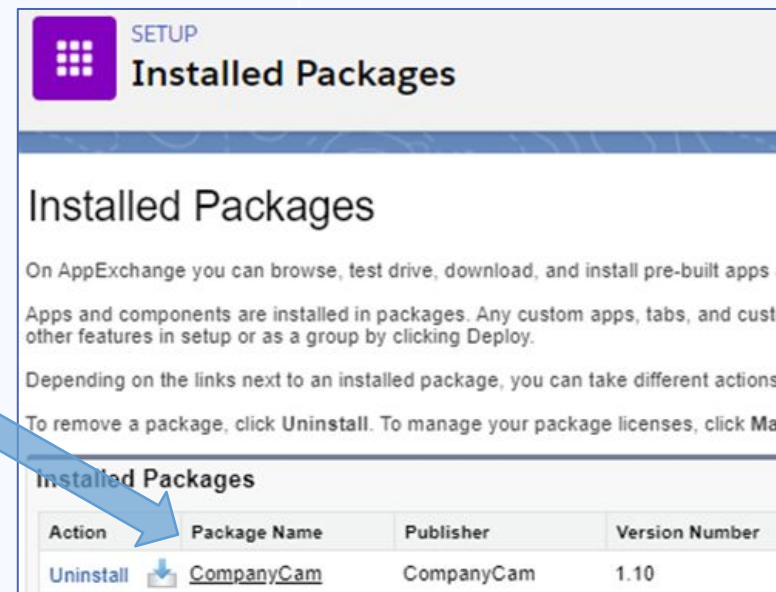 SETUP
Installed Packages
Installed Packages
On AppExchange you can browse, test drive, download, and install pre-built apps
Apps and components are installed in packages. Any custom apps, tabs, and
other features in setup or as a group by clicking Deploy.
Depending on the links next to an installed package, you can take different actions
To remove a package, click Uninstall. To manage your package licenses, click
Installed Packages
Action Package Name Publisher Version Number
Uninstall CompanyCam CompanyCam 1.10